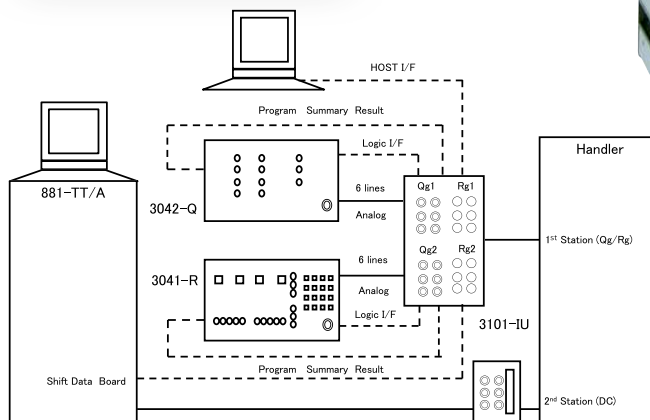 HOST I/F
Program Summary Result
Logic I/F
Handler
881-TT/A
3042-Q
6 lines
Analog
Qg1 Rg1
1st Station (Qg/Rg)
Qg2 Rg2
3041-R
6 lines
Analog
Logic I/F
3101-IU
Program Summary Result
Shift Data Board
2nd Station (DC)